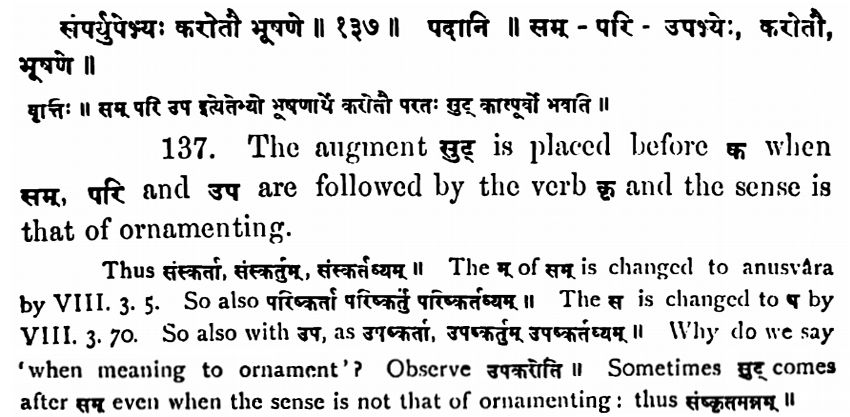 संपर्युपेभ्यः करोतौ भूषणे ॥ १३७ ॥ पदानि ॥ सम् - परि - उपभ्येः, करोतौ,
भूषणे ॥
वृत्तिः ॥ सम् परि उप इत्येतेभ्यो भूषणार्थे करोतौ परतः सुट् कात्पूर्वो भवति ॥
137. The augment सुट् is placed before क when
सम्, परि and उप are followed by the verb कृ and the sense is
that of ornamenting.
Thus संस्कर्ता, संस्कर्तुम्, संस्कर्तव्यम् ॥ The म् of सम् is changed to anusvâra
by VIII. 3. 5. So also परिष्कर्ता परिष्कर्तुं परिष्कर्तव्यम् ॥ The स is changed to ष by
VIII. 3. 70. So also with उप, as उपष्कर्ता, उपष्कर्तुम् उपष्कर्तव्यम् ॥ Why do we say
‘when meaning to ornament’? Observe उपकरोति ॥ Sometimes सुट् comes
after सम् even when the sense is not that of ornamenting: thus संस्कृतमन्नम् ॥